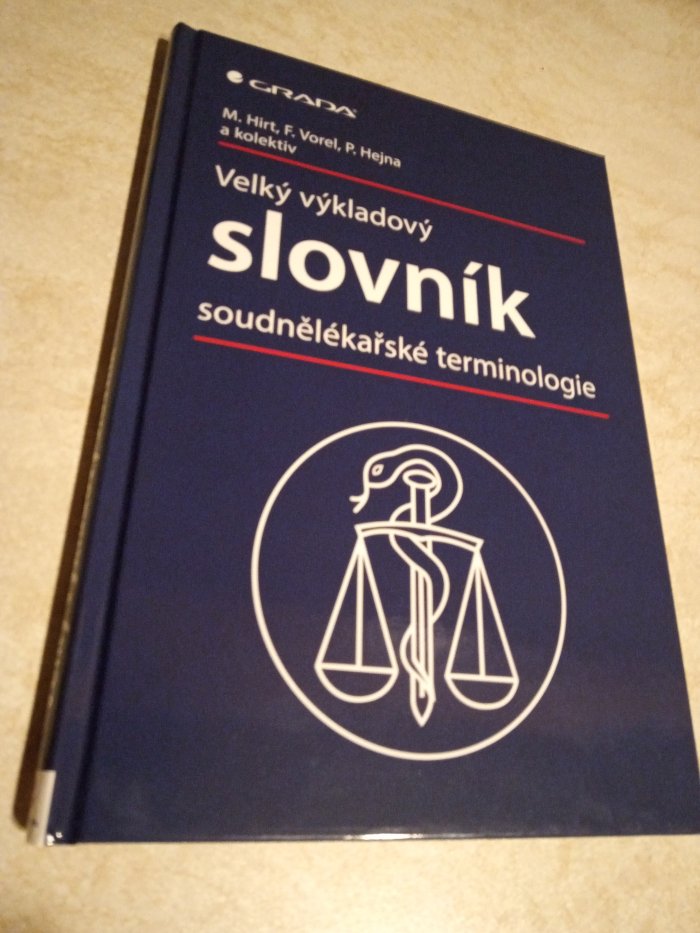 GRADA
M. Hirt, F. Vorel, P. Hejna
a kolektiv
Velký výkladový
slovník
soudnělékařské terminologie